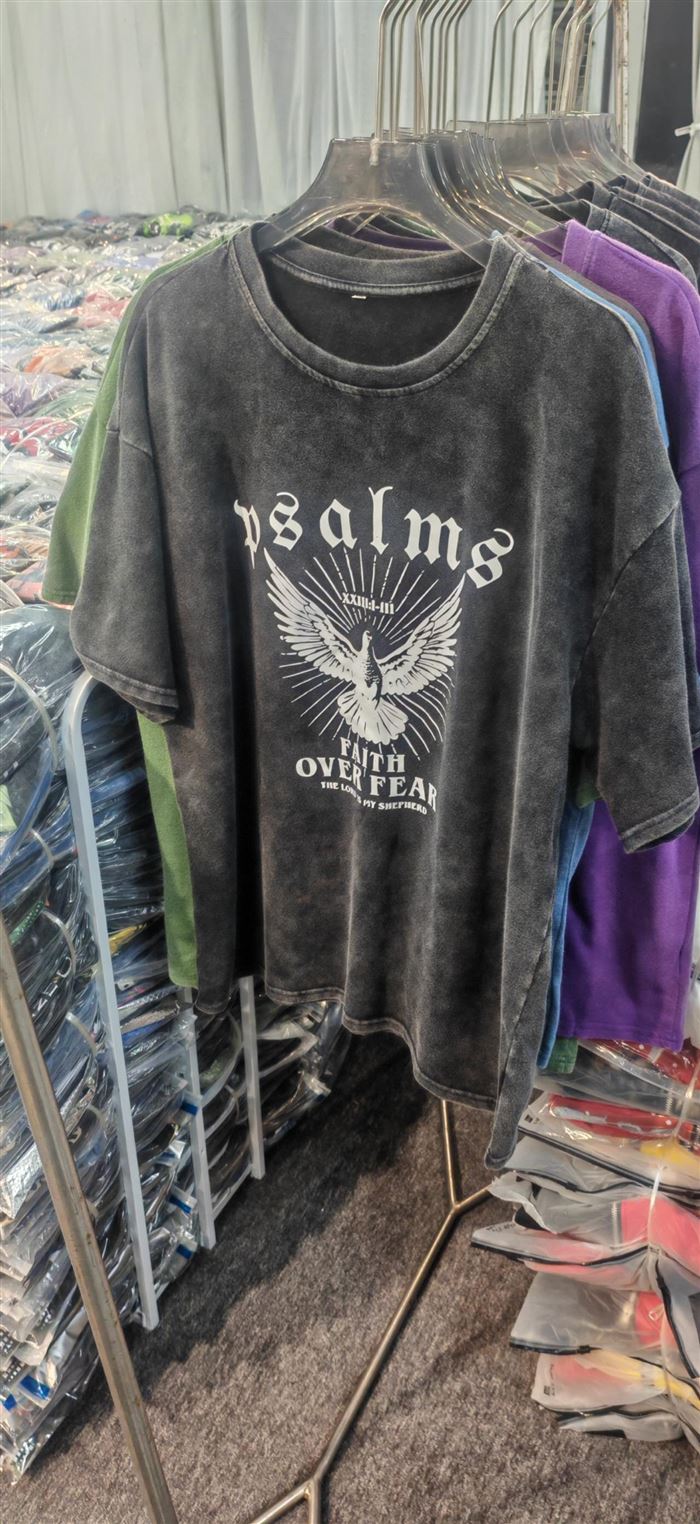 psalms
XXIII:I-III
FAITH
OVER FEAR
THE LORD IS MY SHEPHERD